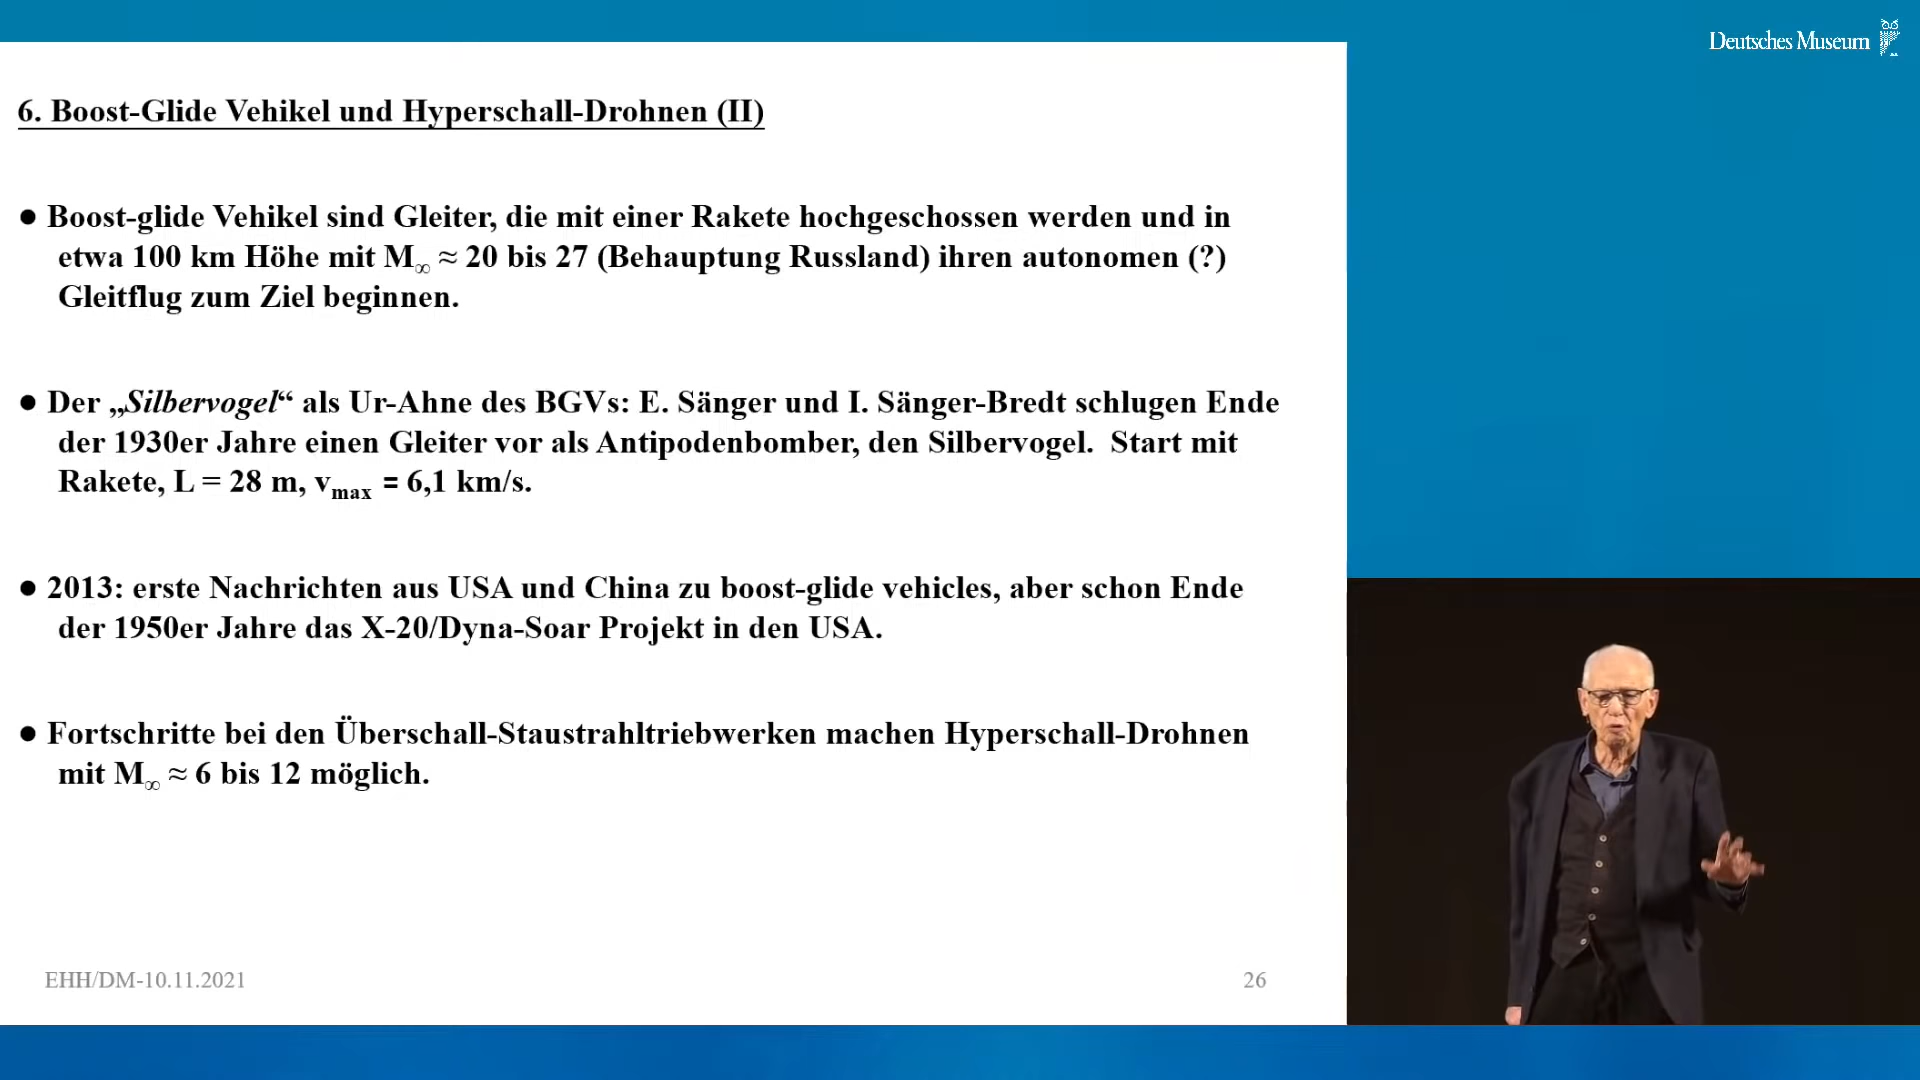 Deutsches Museum
6. Boost-Glide Vehikel und Hyperschall-Drohnen (II)
● Boost-glide Vehikel sind Gleiter, die mit einer Rakete hochgeschossen werden und in
etwa 100 km Höhe mit M∞ ≈ 20 bis 27 (Behauptung Russland) ihren autonomen (?)
Gleitflug zum Ziel beginnen.
● Der „Silbervogel“ als Ur-Ahne des BGVs: E. Sänger und I. Sänger-Bredt schlugen Ende
der 1930er Jahre einen Gleiter vor als Antipodenbomber, den Silbervogel. Start mit
Rakete, L = 28 m, vmax = 6,1 km/s.
● 2013: erste Nachrichten aus USA und China zu boost-glide vehicles, aber schon Ende
der 1950er Jahre das X-20/Dyna-Soar Projekt in den USA.
● Fortschritte bei den Überschall-Staustrahltriebwerken machen Hyperschall-Drohnen
mit M∞ ≈ 6 bis 12 möglich.
EHH/DM-10.11.2021
26